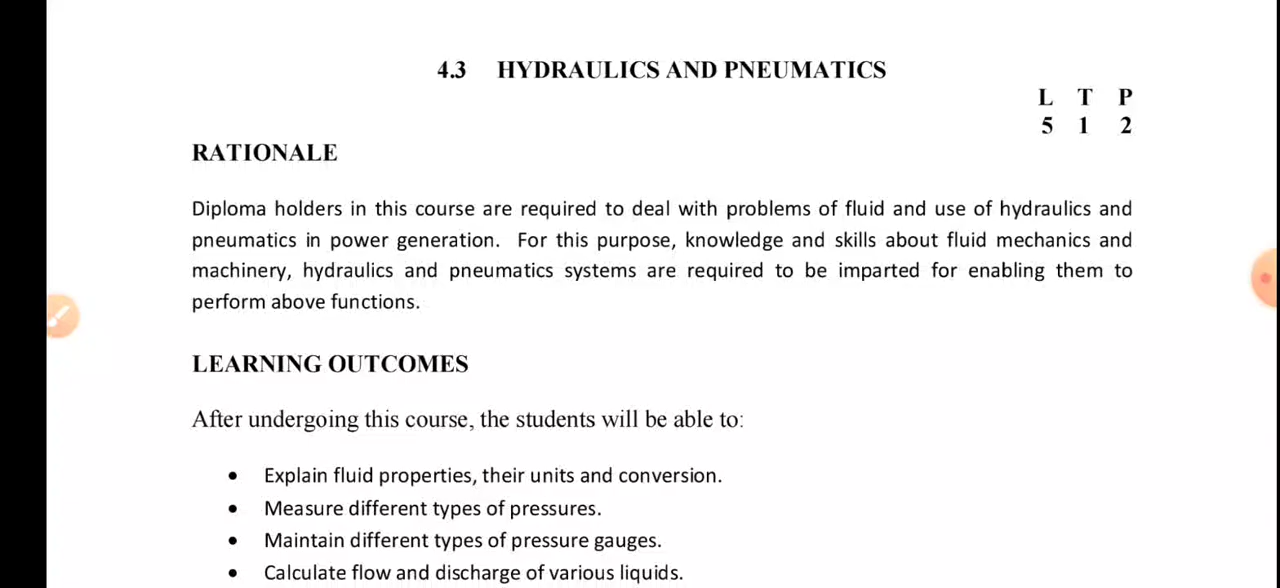 4.3 HYDRAULICS AND PNEUMATICS
L T P
5 1 2
RATIONALE
Diploma holders in this course are required to deal with problems of fluid and use of hydraulics and
pneumatics in power generation. For this purpose, knowledge and skills about fluid mechanics and
machinery, hydraulics and pneumatics systems are required to be imparted for enabling them to
perform above functions.
LEARNING OUTCOMES
After undergoing this course, the students will be able to:
• Explain fluid properties, their units and conversion.
• Measure different types of pressures.
• Maintain different types of pressure gauges.
• Calculate flow and discharge of various liquids.